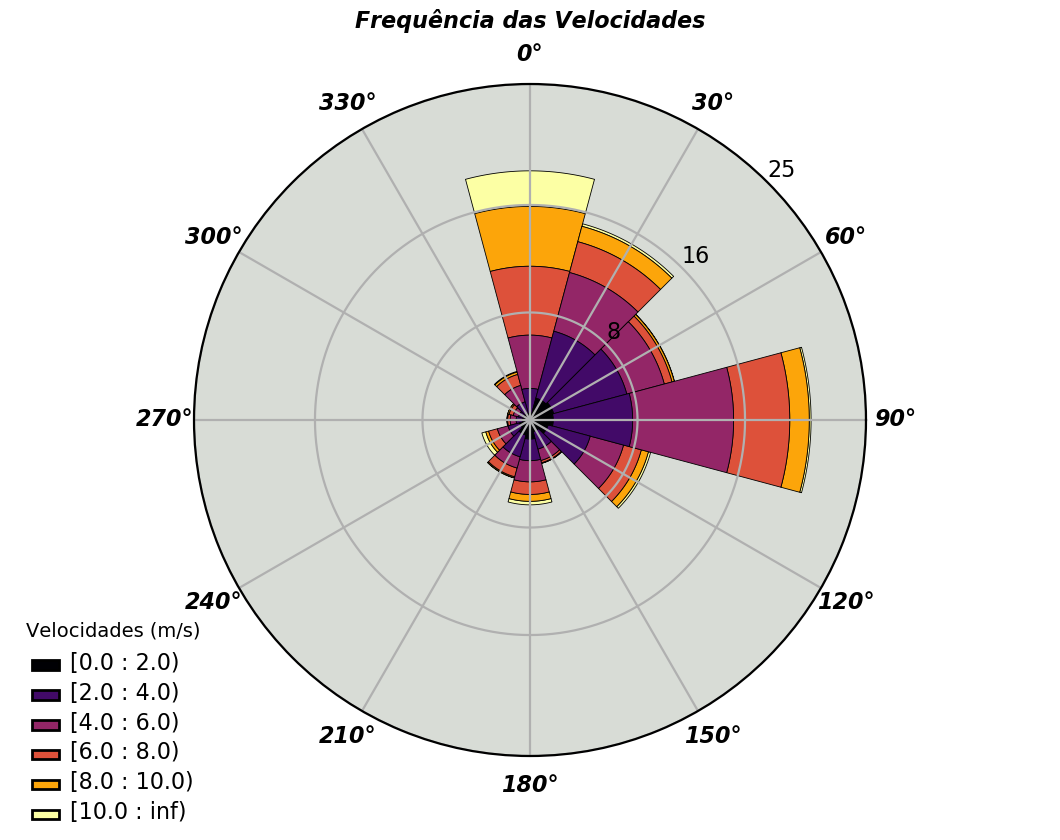 Frequência das Velocidades
0°
330°
30°
25
300°
60°
16
8
270°
90°
240°
120°
210°
150°
180°
Velocidades (m/s)
[0.0 : 2.0)
[2.0 : 4.0)
[4.0 : 6.0)
[6.0 : 8.0)
[8.0 : 10.0)
[10.0 : inf)